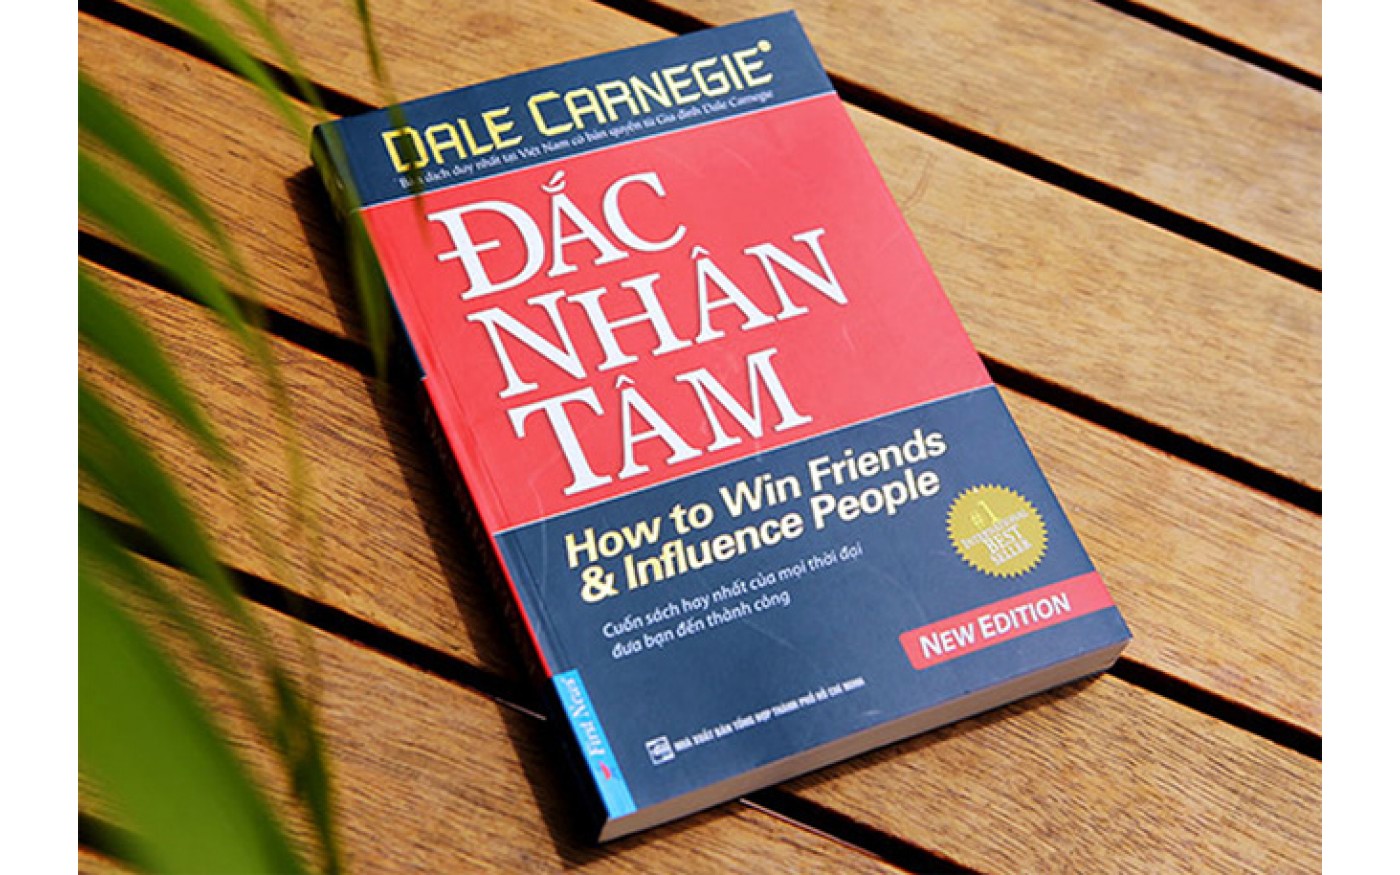 DALE CARNEGIE
Bản dịch duy nhất tại Việt Nam có bản quyền từ Gia đình Dale Carnegie
ĐẮC
NHÂN
TÂM
How to Win Friends
& Influence People
#1
INTERNATIONAL
BEST
SELLER
Cuốn sách hay nhất của mọi thời đại
đưa bạn đến thành công
NEW EDITION
First News
NHÀ XUẤT BẢN TỔNG HỢP THÀNH PHỐ HỒ CHÍ MINH